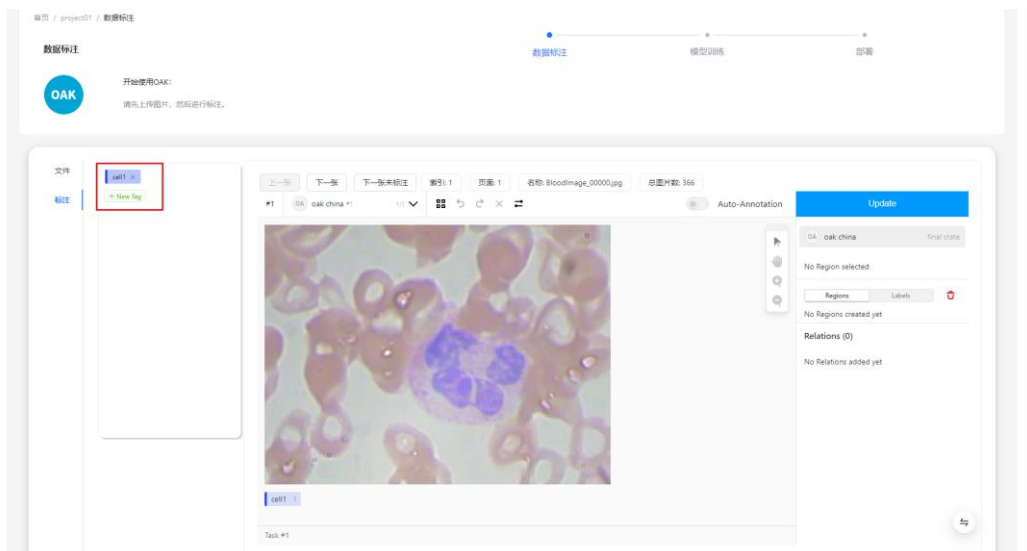 首页 / project01 / 数据标注
数据标注
数据标注 模型训练 部署
OAK
开始使用OAK:
请先上传图片，然后进行标注。
文件
标注
cell1 ×
+ New Tag
上一张 下一张 下一张未标注 索引: 1 页面: 1 名称: BloodImage_00000.jpg 总图片数: 366
#1 OA oak china #1 1/1 Auto-Annotation Update
OA oak china final state
No Region selected
Regions Labels
No Regions created yet
Relations (0)
No Relations added yet
cell1 1
Task #1